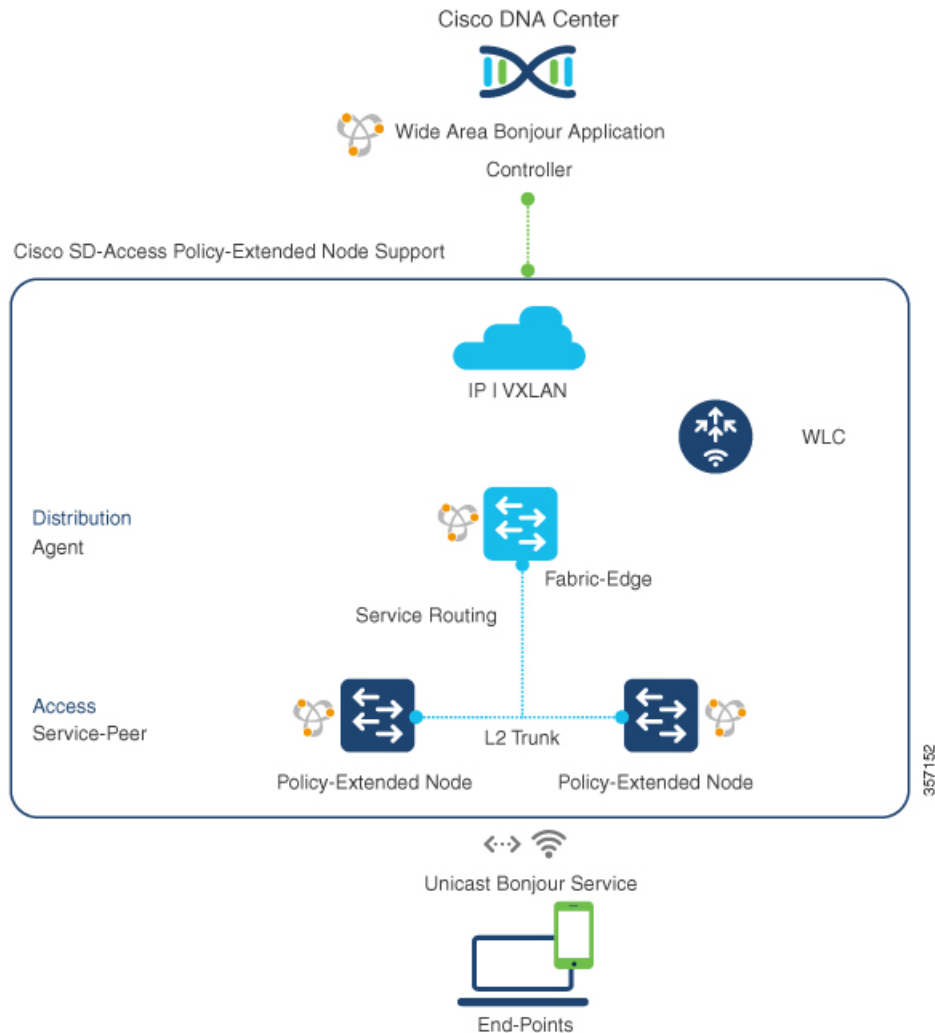 Cisco DNA Center
Wide Area Bonjour Application
Controller
Cisco SD-Access Policy-Extended Node Support
IP | VXLAN
WLC
Distribution
Agent
Fabric-Edge
Service Routing
Access
Service-Peer
L2 Trunk
Policy-Extended Node
Policy-Extended Node
357152
Unicast Bonjour Service
End-Points